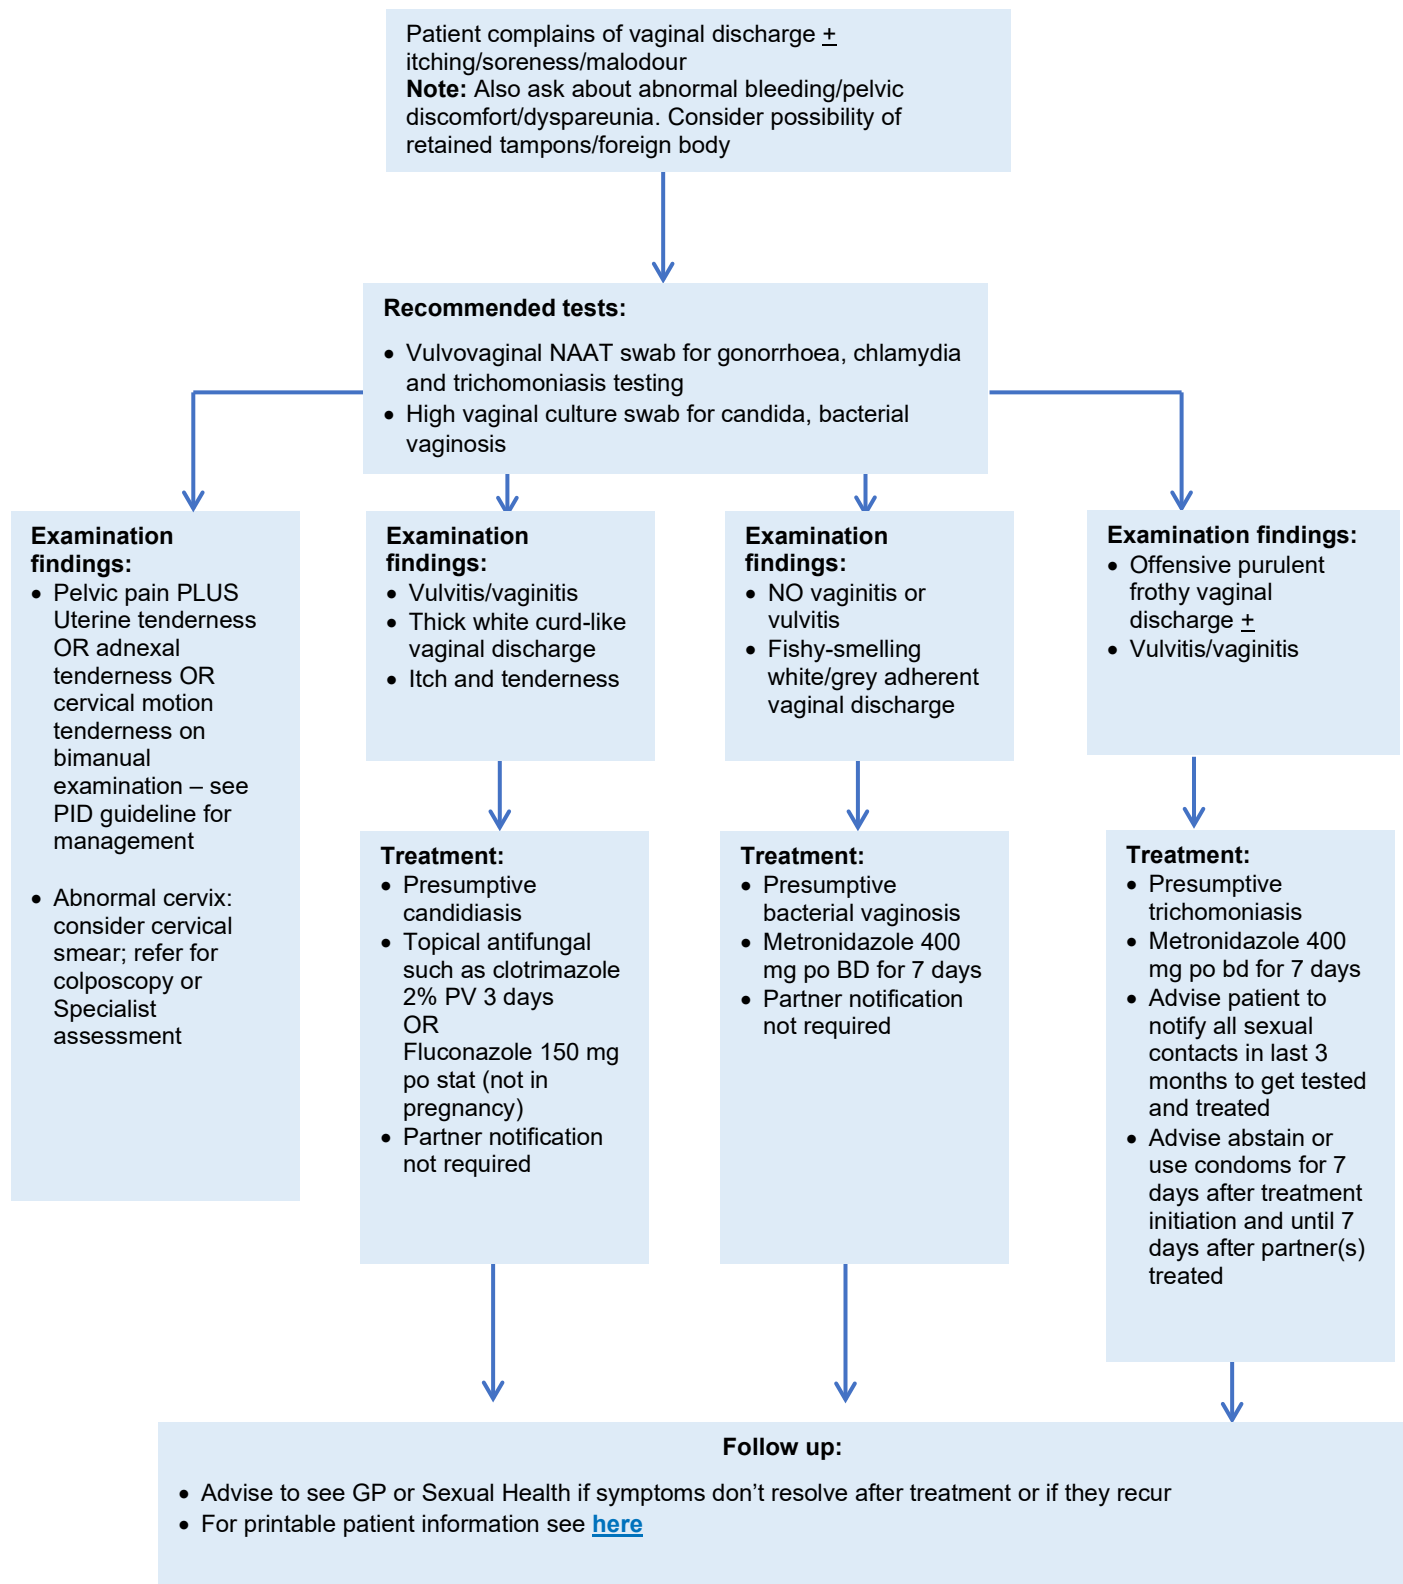 Patient complains of vaginal discharge ±
itching/soreness/malodour
Note: Also ask about abnormal bleeding/pelvic
discomfort/dyspareunia. Consider possibility of
retained tampons/foreign body
Recommended tests:
• Vulvovaginal NAAT swab for gonorrhoea, chlamydia
and trichomoniasis testing
• High vaginal culture swab for candida, bacterial
vaginosis
Examination
findings:
• Pelvic pain PLUS
Uterine tenderness
OR adnexal
tenderness OR
cervical motion
tenderness on
bimanual
examination – see
PID guideline for
management
• Abnormal cervix:
consider cervical
smear; refer for
colposcopy or
Specialist
assessment
Examination
findings:
• Vulvitis/vaginitis
• Thick white curd-like
vaginal discharge
• Itch and tenderness
Examination
findings:
• NO vaginitis or
vulvitis
• Fishy-smelling
white/grey adherent
vaginal discharge
Examination findings:
• Offensive purulent
frothy vaginal
discharge ±
• Vulvitis/vaginitis
Treatment:
• Presumptive
candidiasis
• Topical antifungal
such as clotrimazole
2% PV 3 days
OR
Fluconazole 150 mg
po stat (not in
pregnancy)
• Partner notification
not required
Treatment:
• Presumptive
bacterial vaginosis
• Metronidazole 400
mg po BD for 7 days
• Partner notification
not required
Treatment:
• Presumptive
trichomoniasis
• Metronidazole 400
mg po bd for 7 days
• Advise patient to
notify all sexual
contacts in last 3
months to get tested
and treated
• Advise abstain or
use condoms for 7
days after treatment
initiation and until 7
days after partner(s)
treated
Follow up:
• Advise to see GP or Sexual Health if symptoms don’t resolve after treatment or if they recur
• For printable patient information see here